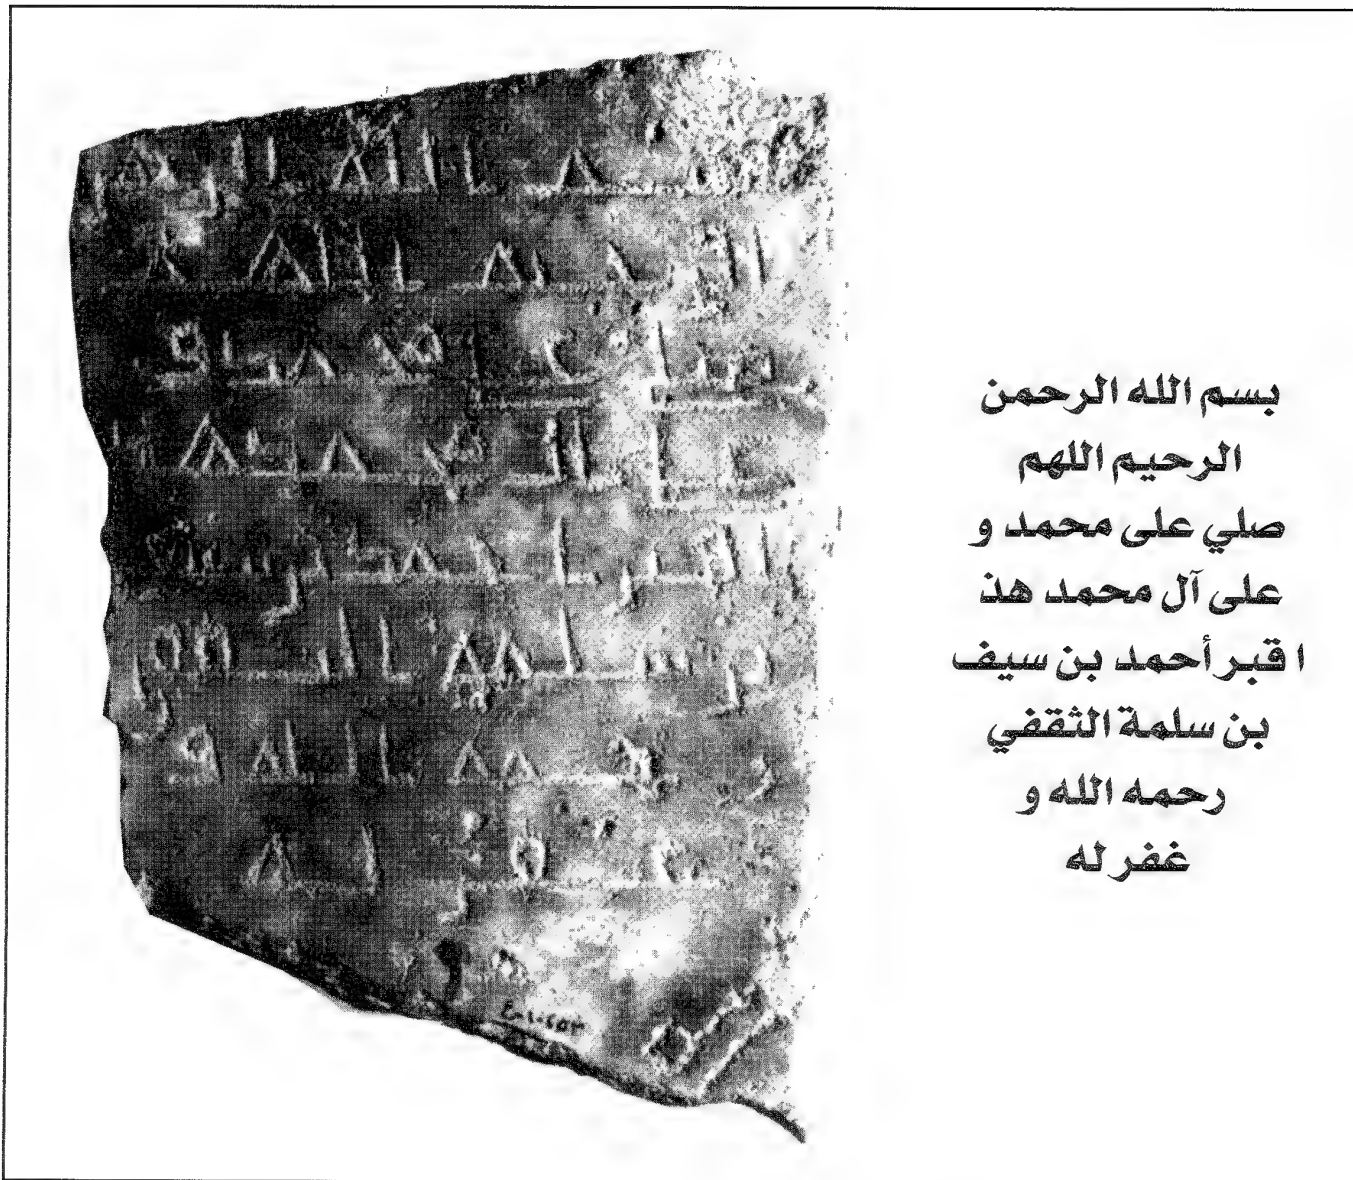 بسم الله الرحمن
الرحيم اللهم
صلي على محمد و
على آل محمد هذ
ا قبر أحمد بن سيف
بن سلمة الثقفي
رحمه الله و
غفر له